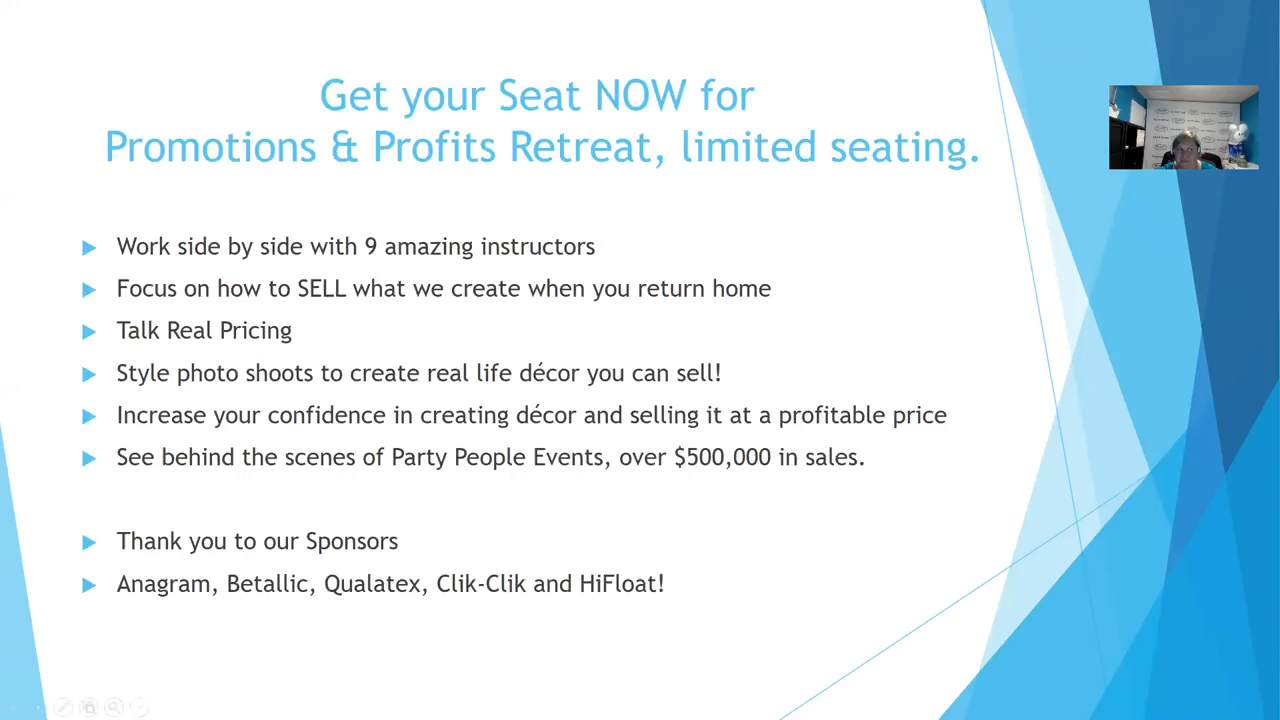 Get your Seat NOW for
Promotions & Profits Retreat, limited seating.
Work side by side with 9 amazing instructors
Focus on how to SELL what we create when you return home
Talk Real Pricing
Style photo shoots to create real life décor you can sell!
Increase your confidence in creating décor and selling it at a profitable price
See behind the scenes of Party People Events, over $500,000 in sales.
Thank you to our Sponsors
Anagram, Betallic, Qualatex, Clik-Clik and HiFloat!